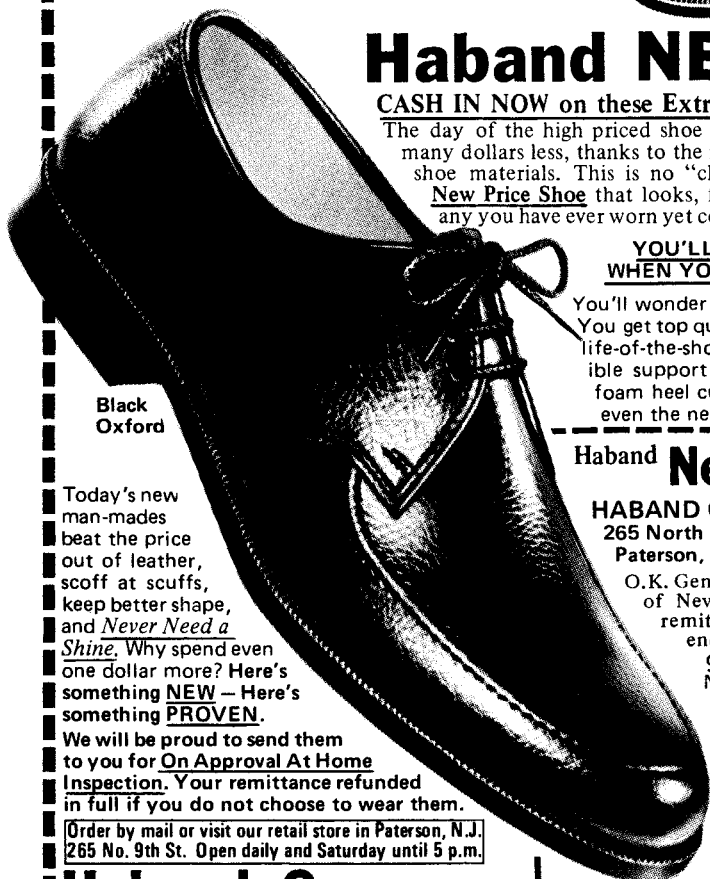 Haband NE
CASH IN NOW on these Extr
The day of the high priced shoe
many dollars less, thanks to the
shoe materials. This is no “cl
New Price Shoe that looks, f
any you have ever worn yet co
YOU'LL
WHEN YO
You'll wonder
You get top qu
life-of-the-sho
ible support
foam heel cu
even the ne
Black
Oxford
Haband Ne
HABAND C
265 North
Paterson,
O.K. Gen
of Nev
remit
en
Today's new
man-mades
beat the price
out of leather,
scoff at scuffs,
keep better shape,
and Never Need a
Shine. Why spend even
one dollar more? Here's
something NEW — Here's
something PROVEN.
We will be proud to send them
to you for On Approval At Home
Inspection. Your remittance refunded
in full if you do not choose to wear them.
Order by mail or visit our retail store in Paterson, N.J.
265 No. 9th St. Open daily and Saturday until 5 p.m.